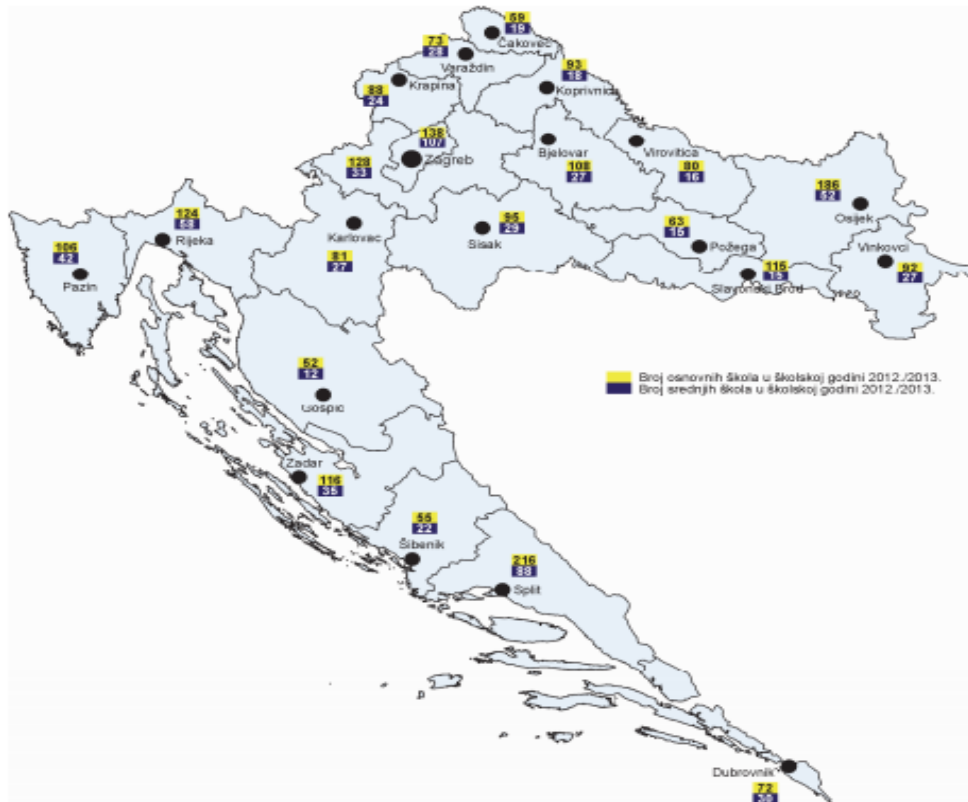 59
19
Čakovec
73
28
Varaždin
93
18
Koprivnica
Krapina
88
24
138
107
Zagreb
128
33
Bjelovar
108
27
Virovitica
80
16
186
52
Osijek
124
Rijeka
106
42
Pazin
Karlovac
81
27
95
29
Sisak
63
15
Požega
Vinkovci
92
27
115
15
Slavonski Brod
52
12
Gospić
Broj osnovnih škola u školskoj godini 2012./2013.
Broj srednjih škola u školskoj godini 2012./2013.
Zadar
116
35
55
22
Šibenik
216
88
Split
Dubrovnik
72